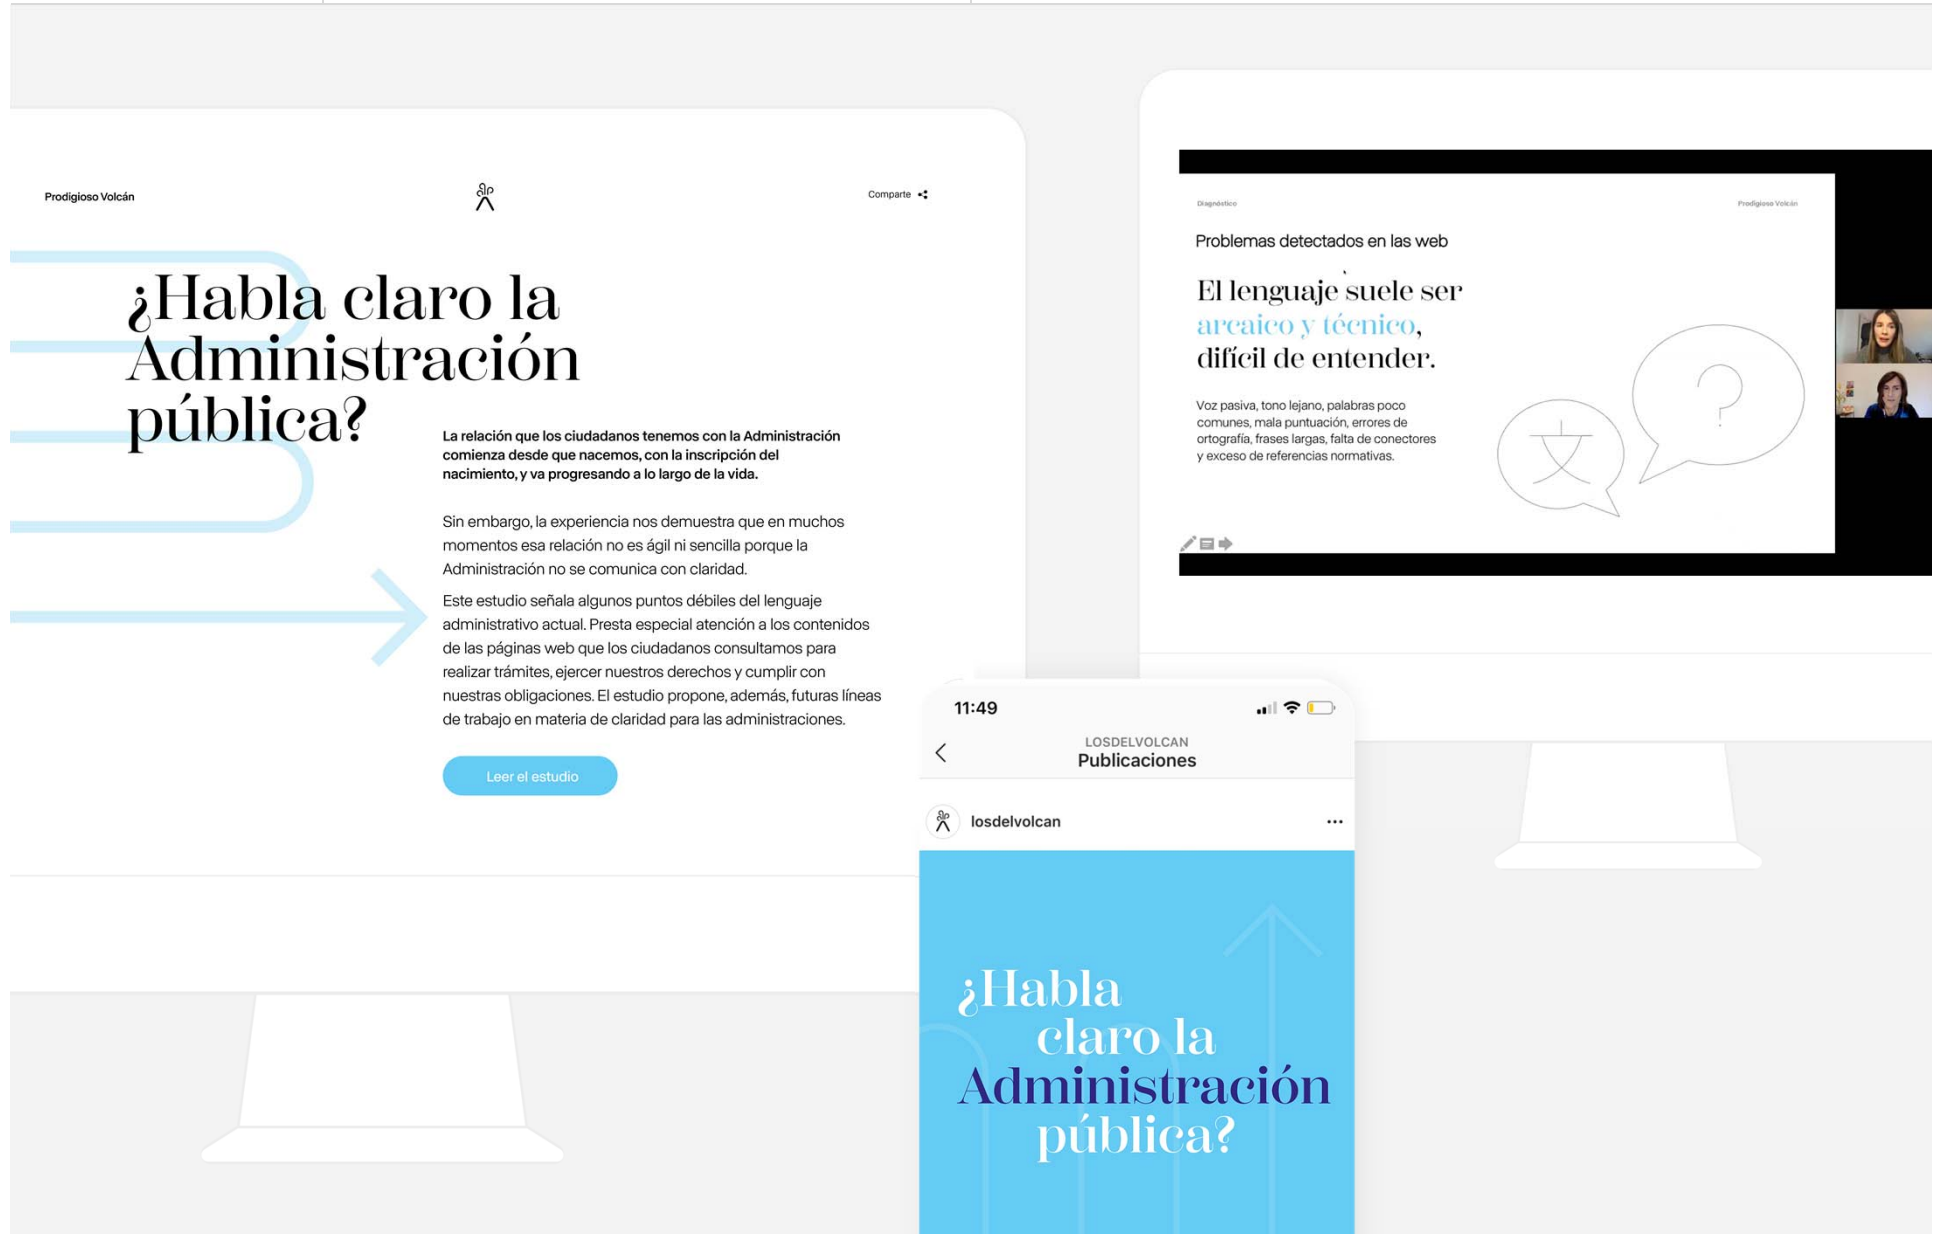 Prodigioso Volcán
Comparte
¿Habla claro la
Administración
pública?
La relación que los ciudadanos tenemos con la Administración
comienza desde que nacemos, con la inscripción del
nacimiento, y va progresando a lo largo de la vida.
Sin embargo, la experiencia nos demuestra que en muchos
momentos esa relación no es ágil ni sencilla porque la
Administración no se comunica con claridad.
Este estudio señala algunos puntos débiles del lenguaje
administrativo actual. Presta especial atención a los contenidos
de las páginas web que los ciudadanos consultamos para
realizar trámites, ejercer nuestros derechos y cumplir con
nuestras obligaciones. El estudio propone, además, futuras líneas
de trabajo en materia de claridad para las administraciones.
Leer el estudio
Diagnóstico
Prodigioso Volcán
Problemas detectados en las web
El lenguaje suele ser
arcaico y técnico,
difícil de entender.
Voz pasiva, tono lejano, palabras poco
comunes, mala puntuación, errores de
ortografía, frases largas, falta de conectores
y exceso de referencias normativas.
文
?
11:49
LOSDELVOLCAN
Publicaciones
losdelvolcan
¿Habla
claro la
Administración
pública?